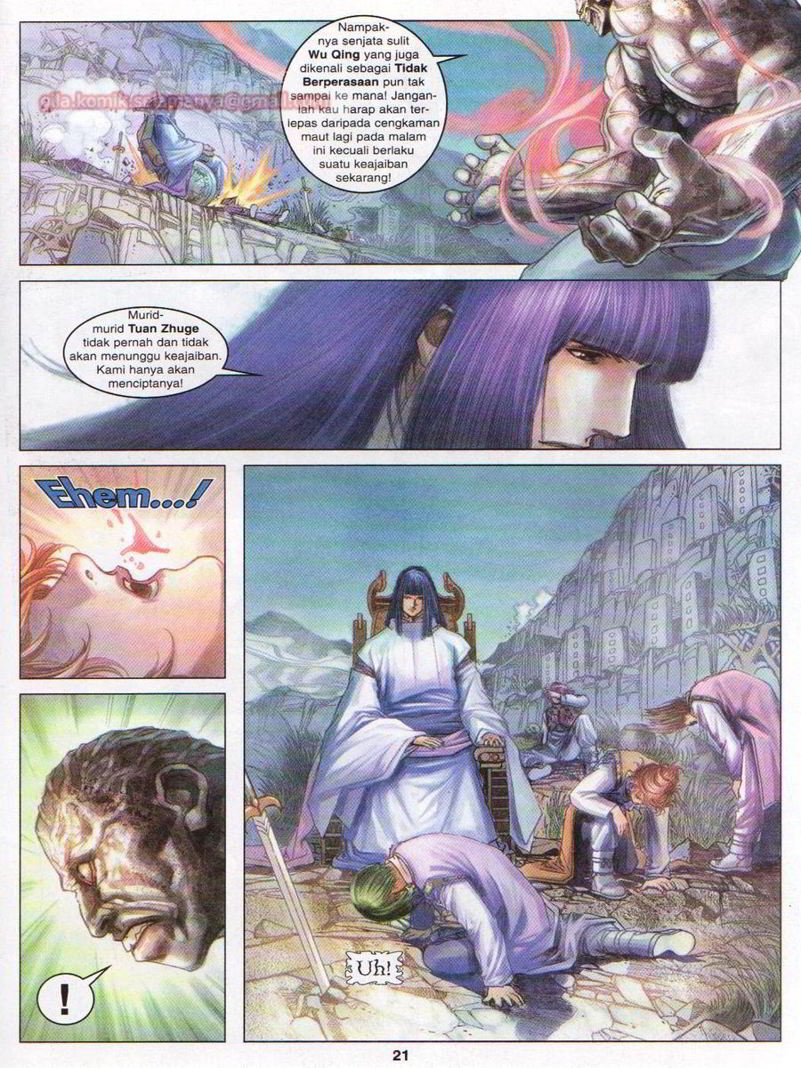 Nampak-
nya senjata sulit
Wu Qing yang juga
dikenali sebagai Tidak
Berperasaan pun tak
sampai ke mana! Jangan-
lah kau harap akan ter-
lepas daripada cengkaman
maut lagi pada malam
ini kecuali berlaku
suatu keajaiban
sekarang!
Murid-
murid Tuan Zhuge
tidak pernah dan tidak
akan menunggu keajaiban.
Kami hanya akan
menciptanya!
Ehem...!
!
Uh!
21